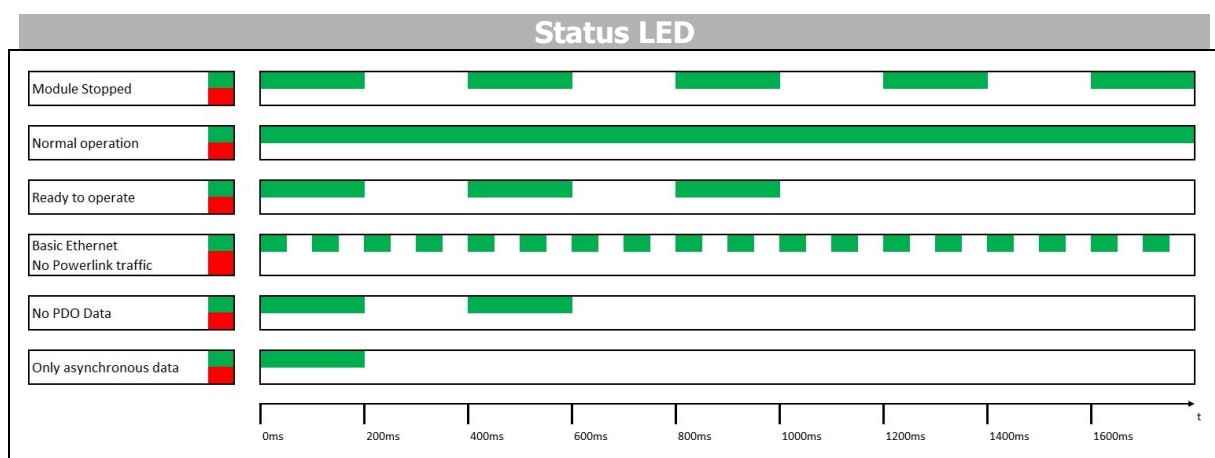 Status LED
Module Stopped
Normal operation
Ready to operate
Basic Ethernet
No Powerlink traffic
No PDO Data
Only asynchronous data
t
0ms 200ms 400ms 600ms 800ms 1000ms 1200ms 1400ms 1600ms